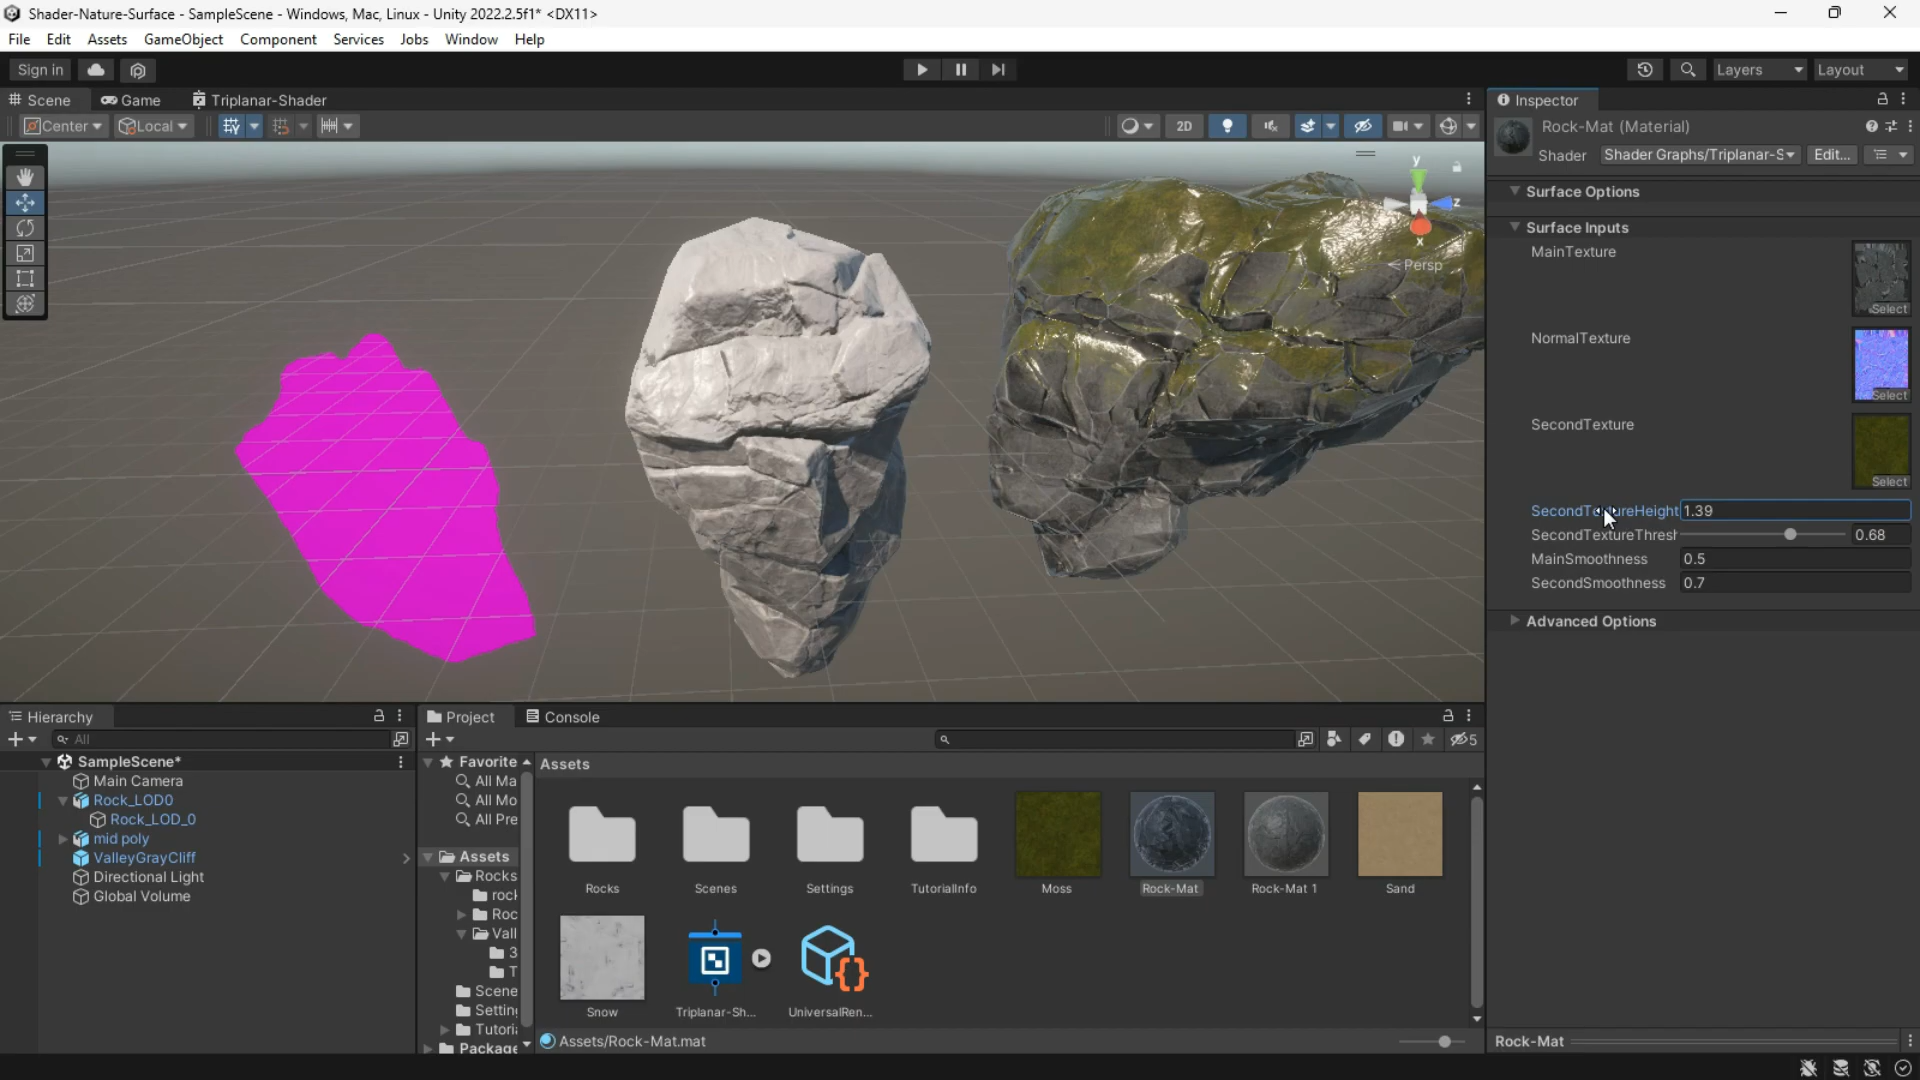 Shader-Nature-Surface - SampleScene - Windows, Mac, Linux - Unity 2022.2.5f1* <DX11>
File Edit Assets GameObject Component Services Jobs Window Help
Sign in
Layers Layout
Scene Game Triplanar-Shader
Center Local
2D
y
z
x
Persp
Inspector
Rock-Mat (Material)
Shader Shader Graphs/Triplanar-S Edit...
Surface Options
Surface Inputs
MainTexture
Select
NormalTexture
Select
SecondTexture
Select
SecondTextureHeight 1.39
SecondTextureThresh 0.68
MainSmoothness 0.5
SecondSmoothness 0.7
Advanced Options
Rock-Mat
Hierarchy
All
SampleScene*
Main Camera
Rock_LOD0
Rock_LOD_0
mid poly
ValleyGrayCliff
Directional Light
Global Volume
Project Console
5
Favorite
All Ma
All Mo
All Pre
Assets
Rocks
rock
Roc
Vall
3
T
Scene
Settin
Tutoria
Package
Assets
Rocks Scenes Settings TutorialInfo Moss Rock-Mat Rock-Mat 1 Sand
Snow Triplanar-Sh... UniversalRen...
Assets/Rock-Mat.mat